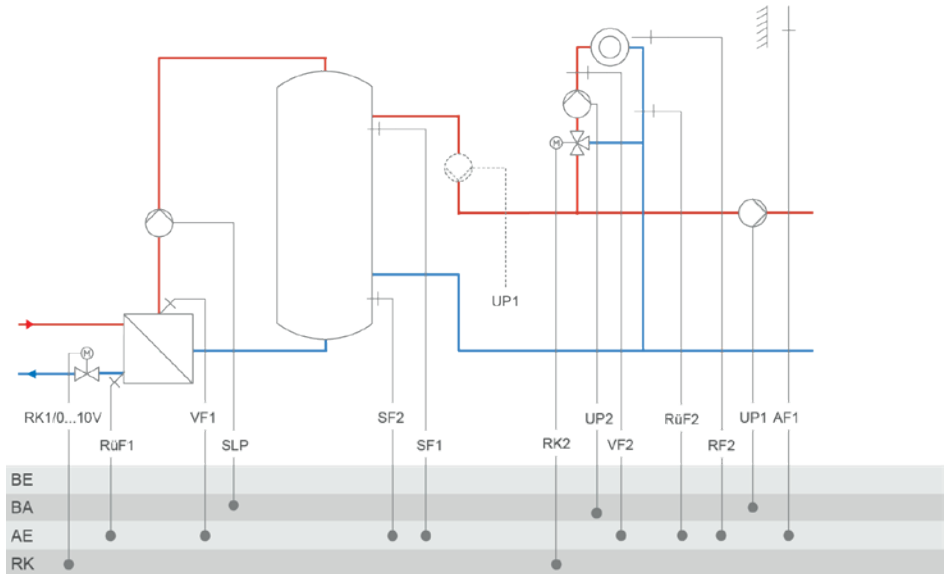 M
UP1
M
RK1/0...10V VF1 SF2 UP2 RüF2 UP1 AF1
RüF1 SLP SF1 RK2 VF2 RF2
BE
BA
AE
RK